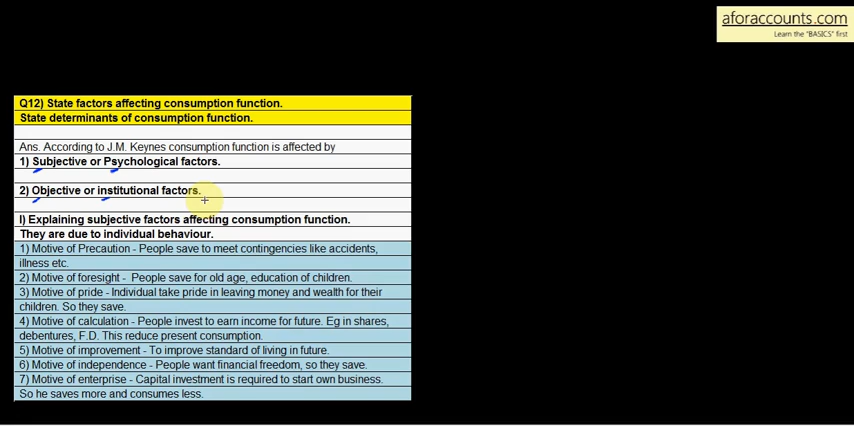 aforaccounts.com
Learn the "BASICS" first
Q12) State factors affecting consumption function.
State determinants of consumption function.
Ans. According to J.M. Keynes consumption function is affected by
1) Subjective or Psychological factors.
2) Objective or institutional factors.
I) Explaining subjective factors affecting consumption function.
They are due to individual behaviour.
1) Motive of Precaution - People save to meet contingencies like accidents,
illness etc.
2) Motive of foresight - People save for old age, education of children.
3) Motive of pride - Individual take pride in leaving money and wealth for their
children. So they save.
4) Motive of calculation - People invest to earn income for future. Eg in shares,
debentures, F.D. This reduce present consumption.
5) Motive of improvement - To improve standard of living in future.
6) Motive of independence - People want financial freedom, so they save.
7) Motive of enterprise - Capital investment is required to start own business.
So he saves more and consumes less.